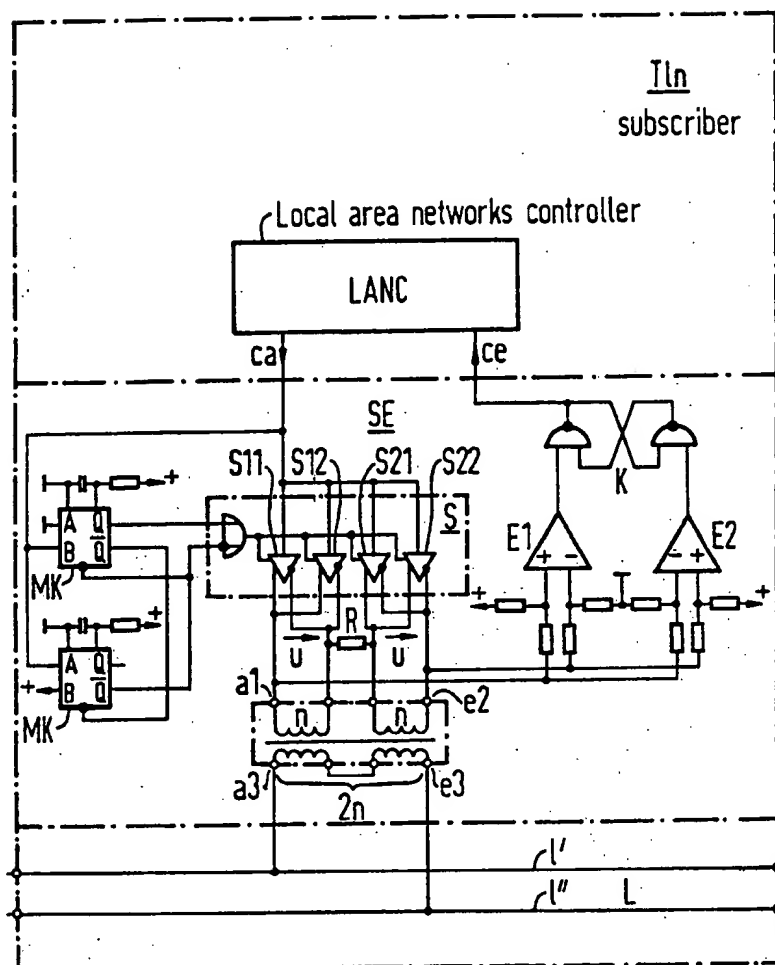 Tln
subscriber
Local area networks controller
LANC
ca
ce
SE
S11
S12
S21
S22
S
K
E1
+ -
E2
- +
+
A Q
B Q̅
MK
+
+
+
A Q
B Q̅
+
MK
R
U
U
a1
n
n
e2
a3
e3
2n
l'
l"
L